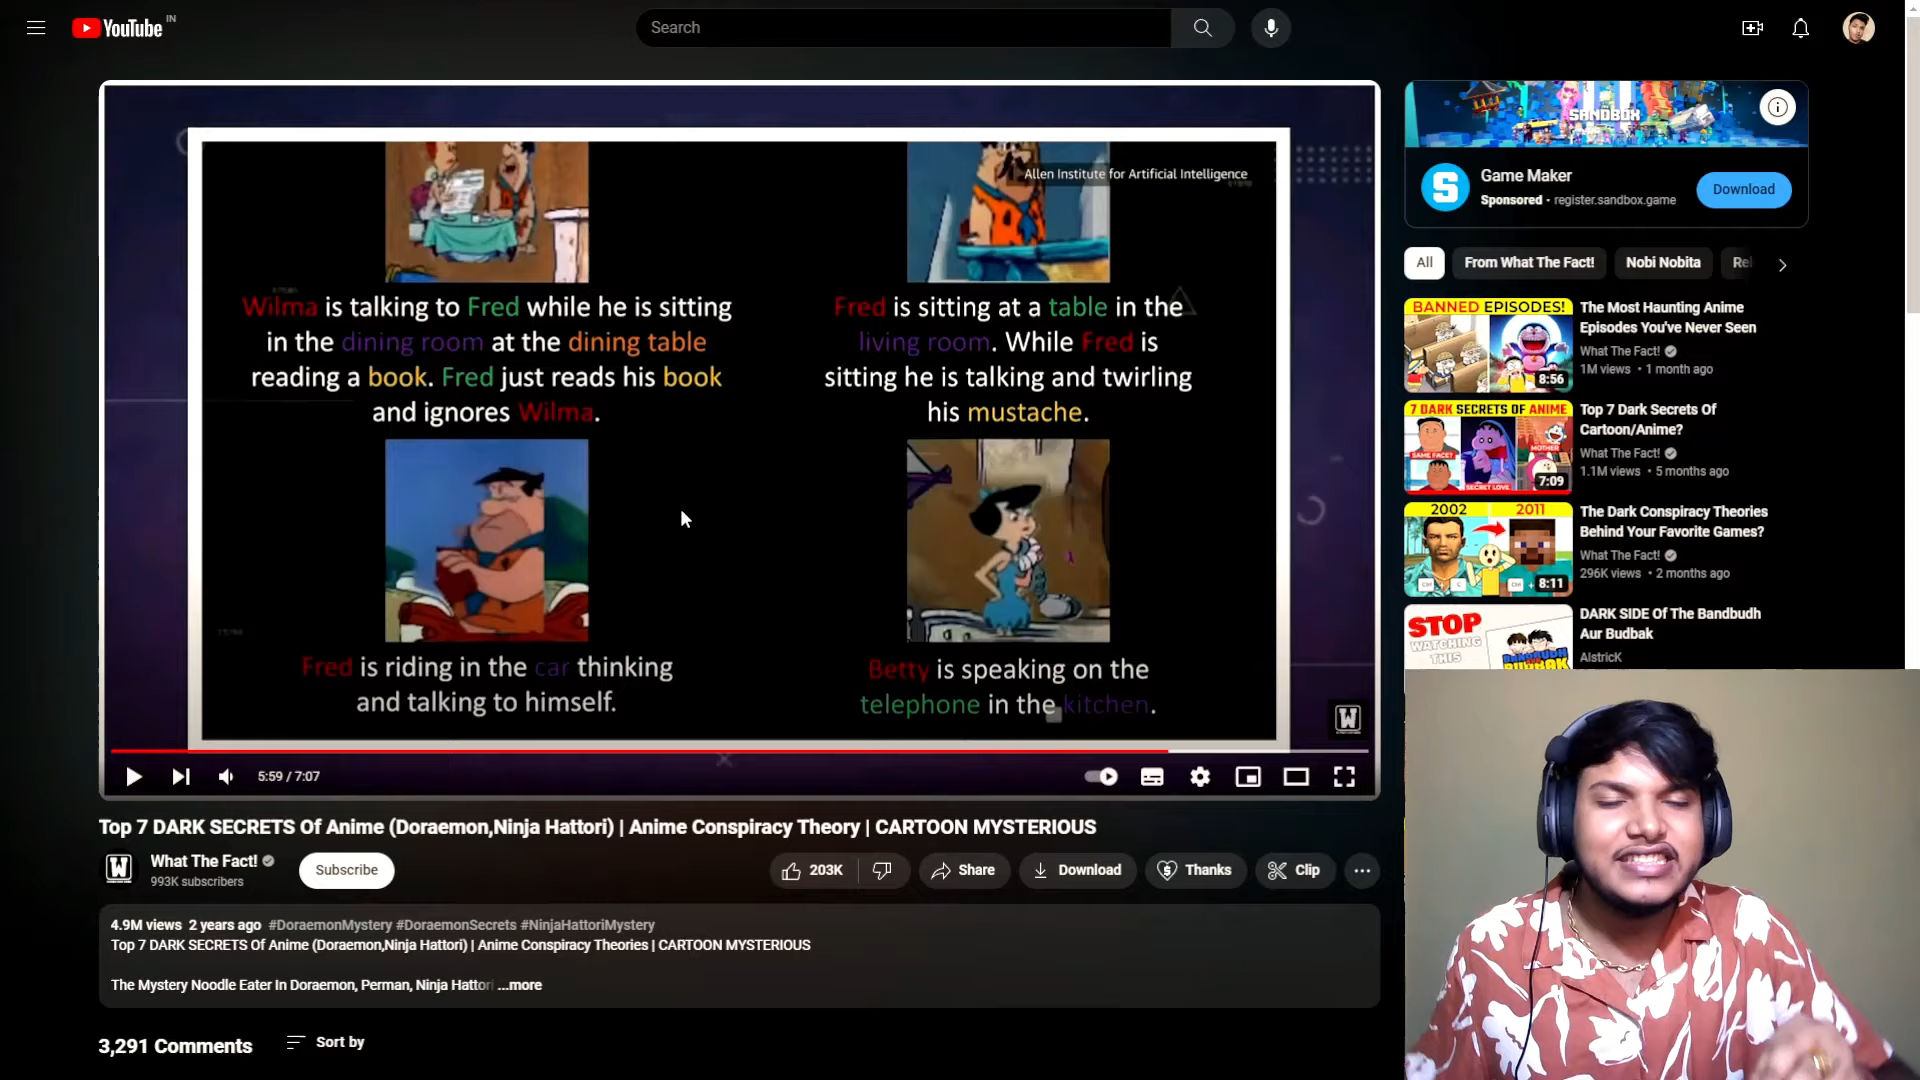 YouTube IN
Search
Allen Institute for Artificial Intelligence
Wilma is talking to Fred while he is sitting
in the dining room at the dining table
reading a book. Fred just reads his book
and ignores Wilma.
Fred is sitting at a table in the
living room. While Fred is
sitting he is talking and twirling
his mustache.
Fred is riding in the car thinking
and talking to himself.
Betty is speaking on the
telephone in the kitchen.
W
5:59 / 7:07
Top 7 DARK SECRETS Of Anime (Doraemon,Ninja Hattori) | Anime Conspiracy Theory | CARTOON MYSTERIOUS
W
What The Fact!
993K subscribers
Subscribe
203K
Share
Download
Thanks
Clip
4.9M views 2 years ago #DoraemonMystery #DoraemonSecrets #NinjaHattoriMystery
Top 7 DARK SECRETS Of Anime (Doraemon,Ninja Hattori) | Anime Conspiracy Theories | CARTOON MYSTERIOUS
The Mystery Noodle Eater In Doraemon, Perman, Ninja Hattori ...more
3,291 Comments
Sort by
SANDBOX
S
Game Maker
Sponsored • register.sandbox.game
Download
All
From What The Fact!
Nobi Nobita
Rel
BANNED EPISODES!
8:56
The Most Haunting Anime
Episodes You've Never Seen
What The Fact!
1M views • 1 month ago
7 DARK SECRETS OF ANIME
SAME FACE?
SECRET LOVE
MOTHER
7:09
Top 7 Dark Secrets Of
Cartoon/Anime?
What The Fact!
1.1M views • 5 months ago
2002
2011
8:11
The Dark Conspiracy Theories
Behind Your Favorite Games?
What The Fact!
296K views • 2 months ago
STOP
WATCHING
THIS
BANDBUDH
BUDBAK
DARK SIDE Of The Bandbudh
Aur Budbak
AlstricK